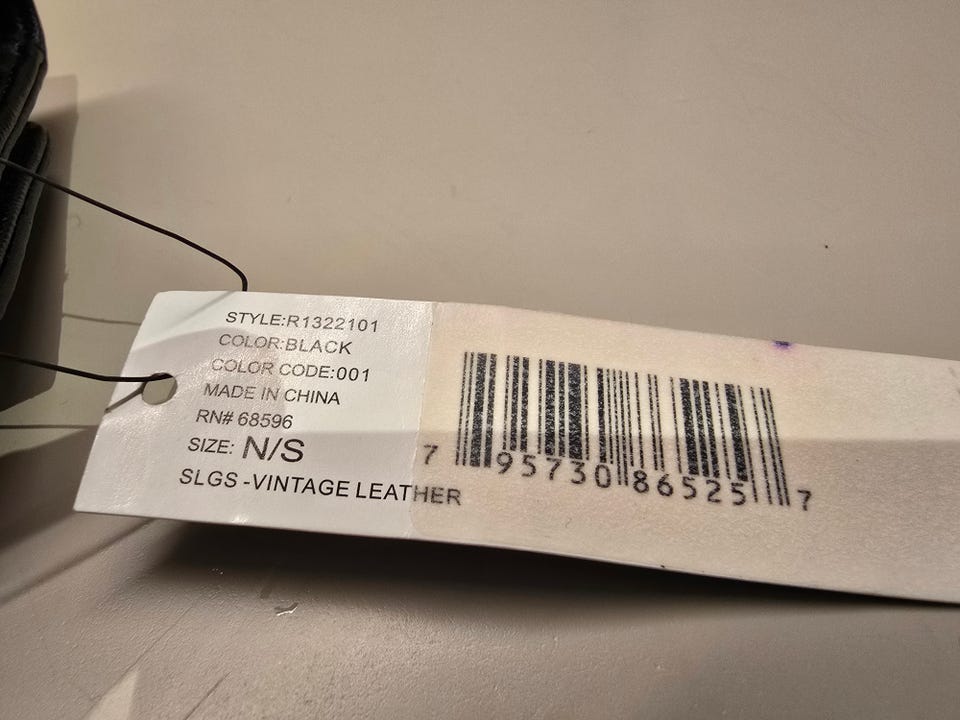 STYLE:R1322101
COLOR:BLACK
COLOR CODE:001
MADE IN CHINA
RN# 68596
SIZE: N/S
SLGS -VINTAGE LEATHER
7 95730 86525 7